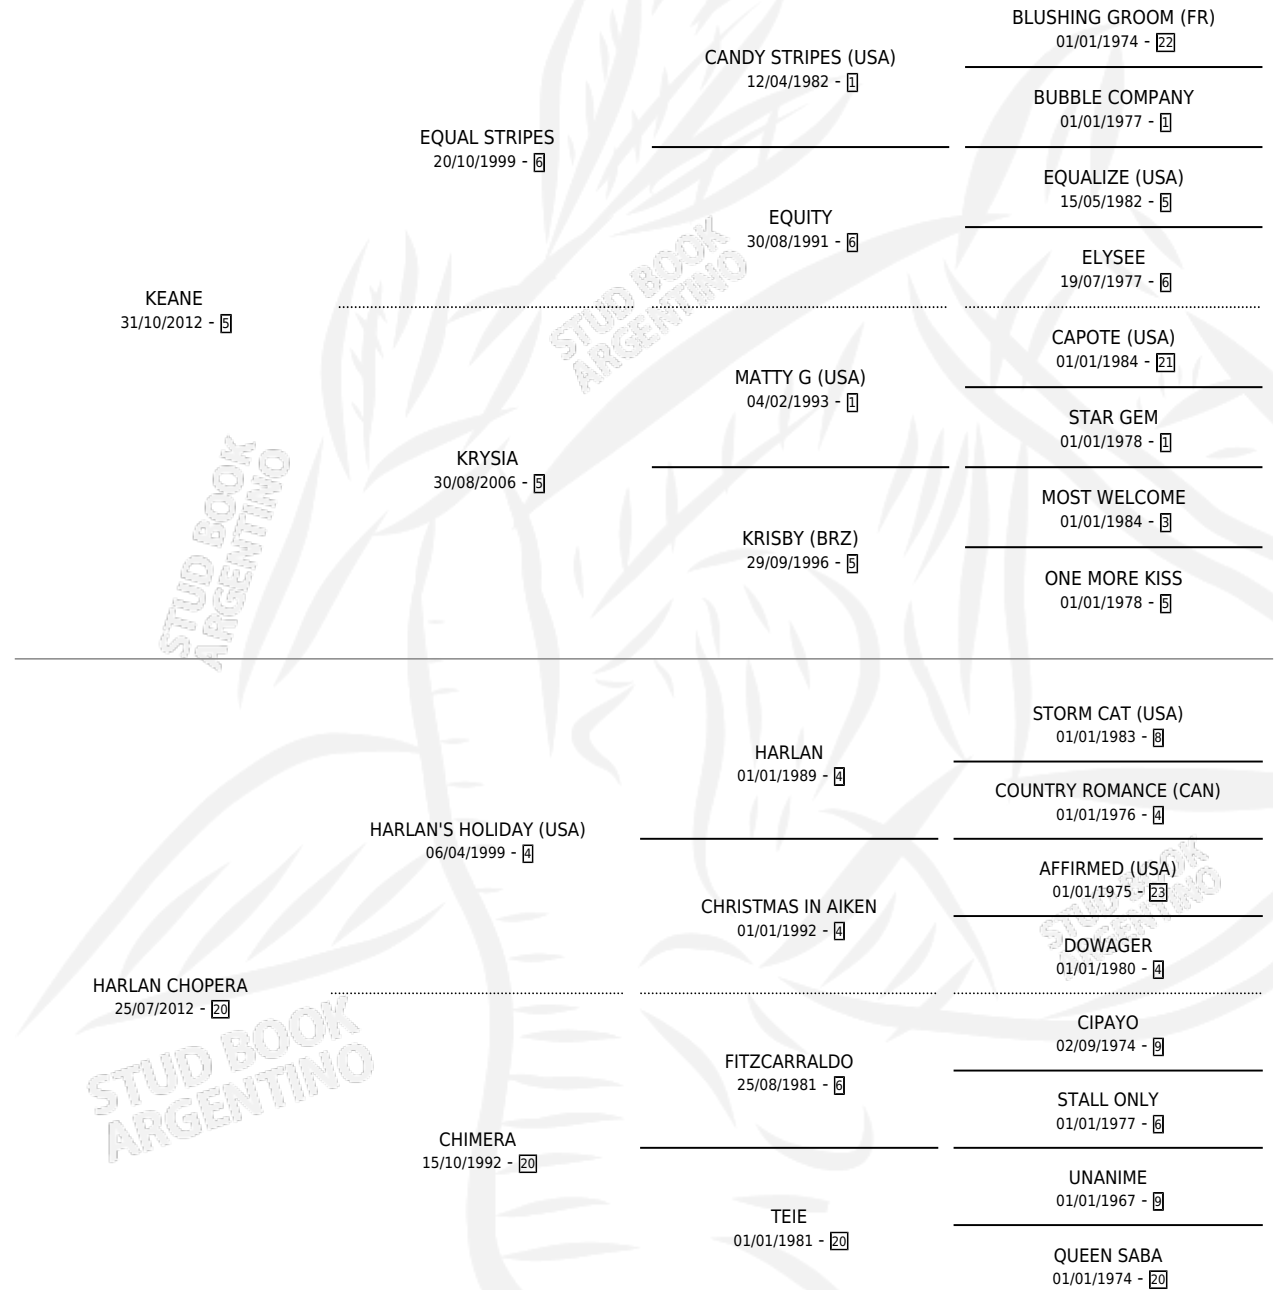 BLUSHING GROOM (FR)
01/01/1974 - 22
CANDY STRIPES (USA)
12/04/1982 - 1
BUBBLE COMPANY
01/01/1977 - 1
EQUAL STRIPES
20/10/1999 - 6
EQUALIZE (USA)
15/05/1982 - 5
EQUITY
30/08/1991 - 6
ELYSEE
19/07/1977 - 6
KEANE
31/10/2012 - 5
STUD BOOK
ARGENTINO
CAPOTE (USA)
01/01/1984 - 21
MATTY G (USA)
04/02/1993 - 1
STAR GEM
01/01/1978 - 1
KRYSIA
30/08/2006 - 5
MOST WELCOME
01/01/1984 - 3
KRISBY (BRZ)
29/09/1996 - 5
ONE MORE KISS
01/01/1978 - 5
STUD BOOK
ARGENTINO
STORM CAT (USA)
01/01/1983 - 8
HARLAN
01/01/1989 - 4
COUNTRY ROMANCE (CAN)
01/01/1976 - 4
HARLAN'S HOLIDAY (USA)
06/04/1999 - 4
AFFIRMED (USA)
01/01/1975 - 23
CHRISTMAS IN AIKEN
01/01/1992 - 4
DOWAGER
01/01/1980 - 4
STUD BOOK
ARGENTINO
HARLAN CHOPERA
25/07/2012 - 20
CIPAYO
02/09/1974 - 9
FITZCARRALDO
25/08/1981 - 6
STALL ONLY
01/01/1977 - 6
STUD BOOK
ARGENTINO
CHIMERA
15/10/1992 - 20
UNANIME
01/01/1967 - 9
TEIE
01/01/1981 - 20
QUEEN SABA
01/01/1974 - 20